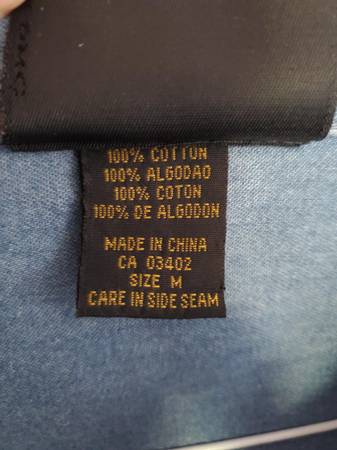 100% COTTON
100% ALGODAO
100% COTON
100% DE ALGODON
MADE IN CHINA
CA 03402
SIZE M
CARE IN SIDE SEAM